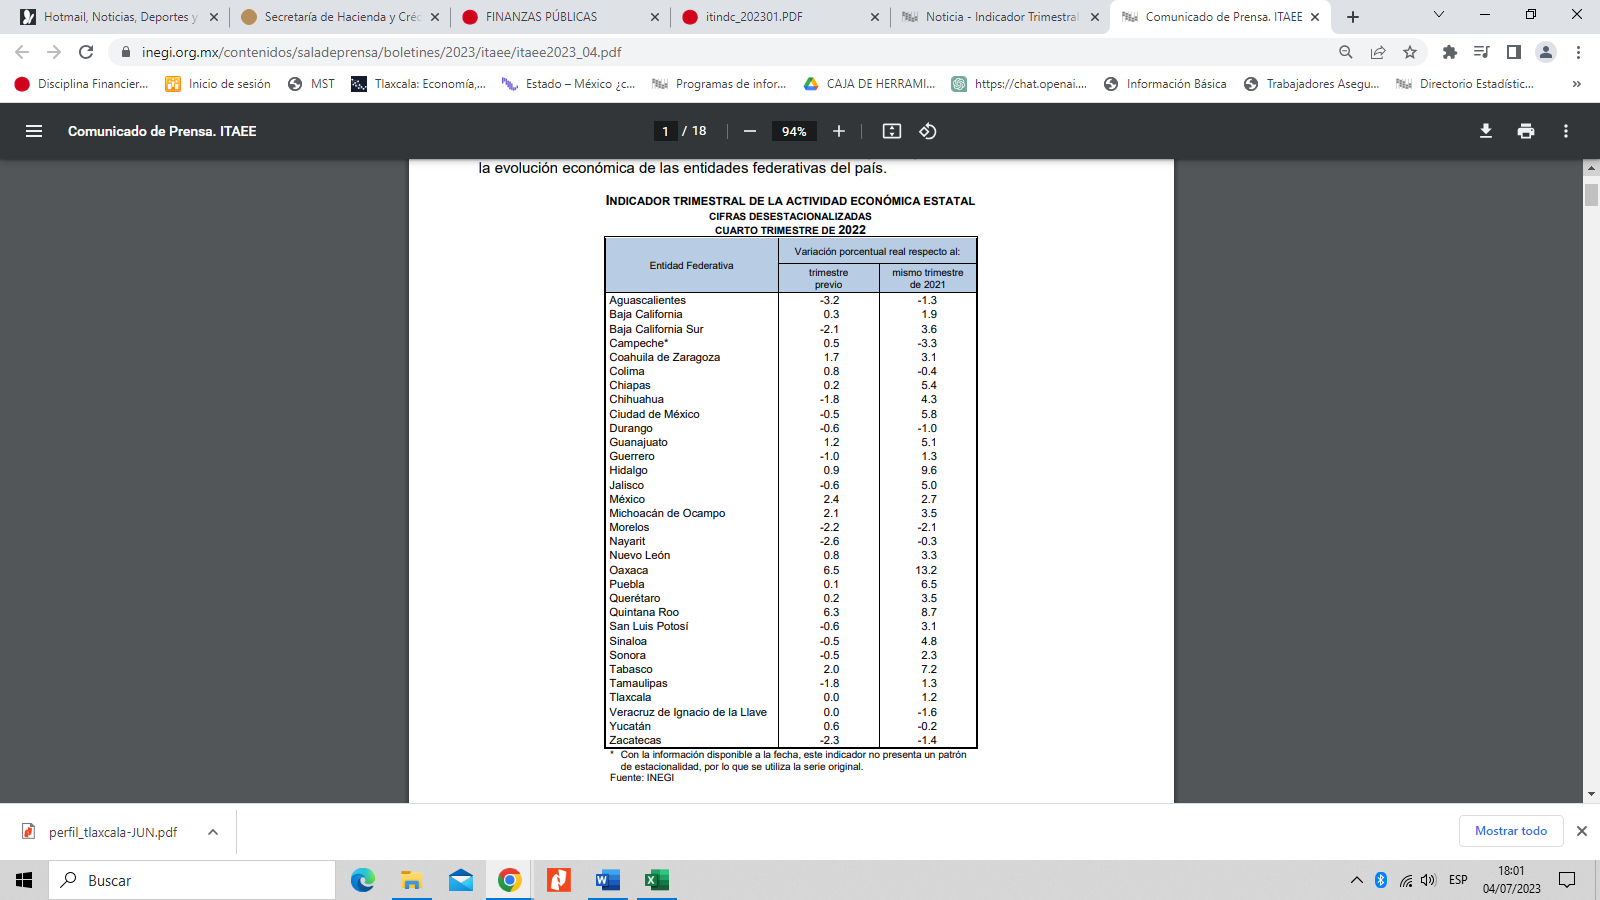 Hotmail, Noticias, Deportes y
Secretaría de Hacienda y Créd
FINANZAS PÚBLICAS
itindc_202301.PDF
Noticia - Indicador Trimestral
Comunicado de Prensa. ITAEE
inegi.org.mx/contenidos/saladeprensa/boletines/2023/itaee/itaee2023_04.pdf
Disciplina Financier...
Inicio de sesión
MST
Tlaxcala: Economía,...
Estado – México ¿c...
Programas de infor...
CAJA DE HERRAMI...
https://chat.openai....
Información Básica
Trabajadores Asegu...
Directorio Estadístic...
»
Comunicado de Prensa. ITAEE
1 / 18
94%
la evolución económica de las entidades federativas del país.
INDICADOR TRIMESTRAL DE LA ACTIVIDAD ECONÓMICA ESTATAL
CIFRAS DESESTACIONALIZADAS
CUARTO TRIMESTRE DE 2022
Entidad Federativa
Variación porcentual real respecto al:
trimestre previo
mismo trimestre de 2021
Aguascalientes -3.2 -1.3
Baja California 0.3 1.9
Baja California Sur -2.1 3.6
Campeche* 0.5 -3.3
Coahuila de Zaragoza 1.7 3.1
Colima 0.8 -0.4
Chiapas 0.2 5.4
Chihuahua -1.8 4.3
Ciudad de México -0.5 5.8
Durango -0.6 -1.0
Guanajuato 1.2 5.1
Guerrero -1.0 1.3
Hidalgo 0.9 9.6
Jalisco -0.6 5.0
México 2.4 2.7
Michoacán de Ocampo 2.1 3.5
Morelos -2.2 -2.1
Nayarit -2.6 -0.3
Nuevo León 0.8 3.3
Oaxaca 6.5 13.2
Puebla 0.1 6.5
Querétaro 0.2 3.5
Quintana Roo 6.3 8.7
San Luis Potosí -0.6 3.1
Sinaloa -0.5 4.8
Sonora -0.5 2.3
Tabasco 2.0 7.2
Tamaulipas -1.8 1.3
Tlaxcala 0.0 1.2
Veracruz de Ignacio de la Llave 0.0 -1.6
Yucatán 0.6 -0.2
Zacatecas -2.3 -1.4
* Con la información disponible a la fecha, este indicador no presenta un patrón
de estacionalidad, por lo que se utiliza la serie original.
Fuente: INEGI
perfil_tlaxcala-JUN.pdf
Mostrar todo
Buscar
ESP
18:01
04/07/2023